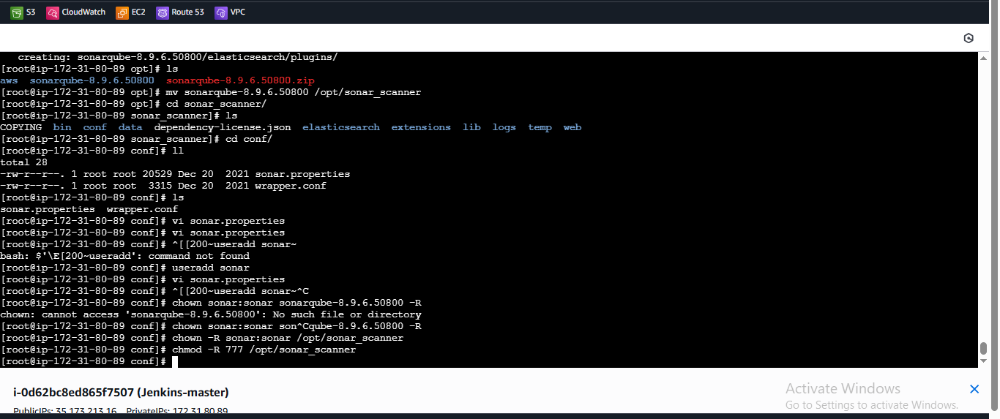 S3 CloudWatch EC2 Route 53 VPC
creating: sonarqube-8.9.6.50800/elasticsearch/plugins/
[root@ip-172-31-80-89 opt]# ls
aws sonarqube-8.9.6.50800 sonarqube-8.9.6.50800.zip
[root@ip-172-31-80-89 opt]# mv sonarqube-8.9.6.50800 /opt/sonar_scanner
[root@ip-172-31-80-89 opt]# cd sonar_scanner/
[root@ip-172-31-80-89 sonar_scanner]# ls
COPYING bin conf data dependency-license.json elasticsearch extensions lib logs temp web
[root@ip-172-31-80-89 sonar_scanner]# cd conf/
[root@ip-172-31-80-89 conf]# ll
total 28
-rw-r--r--. 1 root root 20529 Dec 20 2021 sonar.properties
-rw-r--r--. 1 root root 3315 Dec 20 2021 wrapper.conf
[root@ip-172-31-80-89 conf]# ls
sonar.properties wrapper.conf
[root@ip-172-31-80-89 conf]# vi sonar.properties
[root@ip-172-31-80-89 conf]# vi sonar.properties
[root@ip-172-31-80-89 conf]# ^[[200~useradd sonar~
bash: $'\E[200~useradd': command not found
[root@ip-172-31-80-89 conf]# useradd sonar
[root@ip-172-31-80-89 conf]# vi sonar.properties
[root@ip-172-31-80-89 conf]# ^[[200~useradd sonar~^C
[root@ip-172-31-80-89 conf]# chown sonar:sonar sonarqube-8.9.6.50800 -R
chown: cannot access 'sonarqube-8.9.6.50800': No such file or directory
[root@ip-172-31-80-89 conf]# chown sonar:sonar son^Cqube-8.9.6.50800 -R
[root@ip-172-31-80-89 conf]# chown -R sonar:sonar /opt/sonar_scanner
[root@ip-172-31-80-89 conf]# chmod -R 777 /opt/sonar_scanner
[root@ip-172-31-80-89 conf]#
i-0d62bc8ed865f7507 (Jenkins-master)
Activate Windows
Go to Settings to activate Windows.
PublicIPs: 35.173.213.16 PrivateIPs: 172.31.80.89